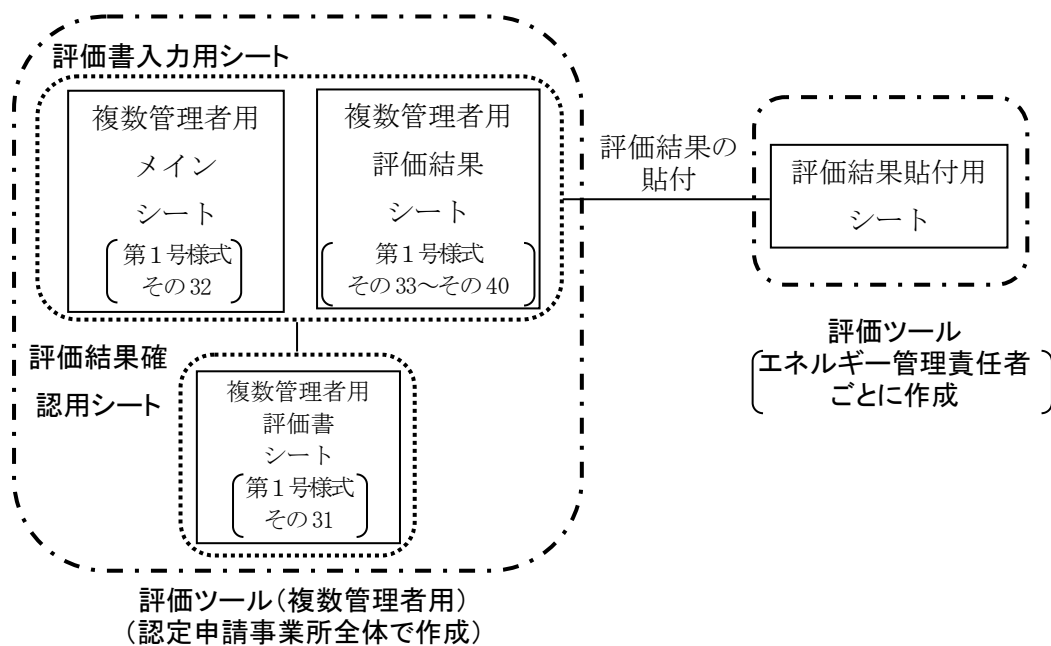 評価書入力用シート
複数管理者用
メイン
シート
第１号様式
その32
複数管理者用
評価結果
シート
第１号様式
その33～その40
評価結果の
貼付
評価結果貼付用
シート
評価ツール
エネルギー管理責任者
ごとに作成
評価結果確
認用シート
複数管理者用
評価書
シート
第１号様式
その31
評価ツール（複数管理者用）
（認定申請事業所全体で作成）